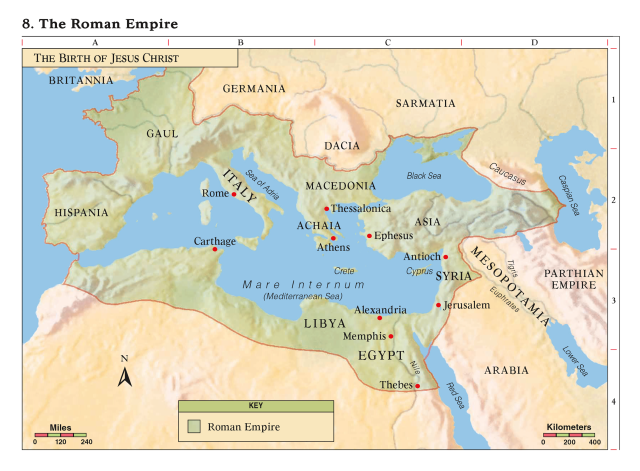 8. The Roman Empire
A B C D
THE BIRTH OF JESUS CHRIST
BRITANNIA
GERMANIA
SARMATIA
1
GAUL
DACIA
Caucasus
Black Sea
Caspian Sea
ITALY
Sea of Adria
MACEDONIA
Rome
2
HISPANIA
Thessalonica
ACHAIA
ASIA
Ephesus
Athens
Carthage
Antioch
MESOPOTAMIA
Tigris
Crete
Cyprus
SYRIA
PARTHIAN
EMPIRE
Mare Internum
(Mediterranean Sea)
Euphrates
3
Alexandria
Jerusalem
LIBYA
Memphis
EGYPT
Nile
Lower Sea
N
ARABIA
Thebes
Red Sea
4
KEY
Roman Empire
Miles
0 120 240
Kilometers
0 200 400